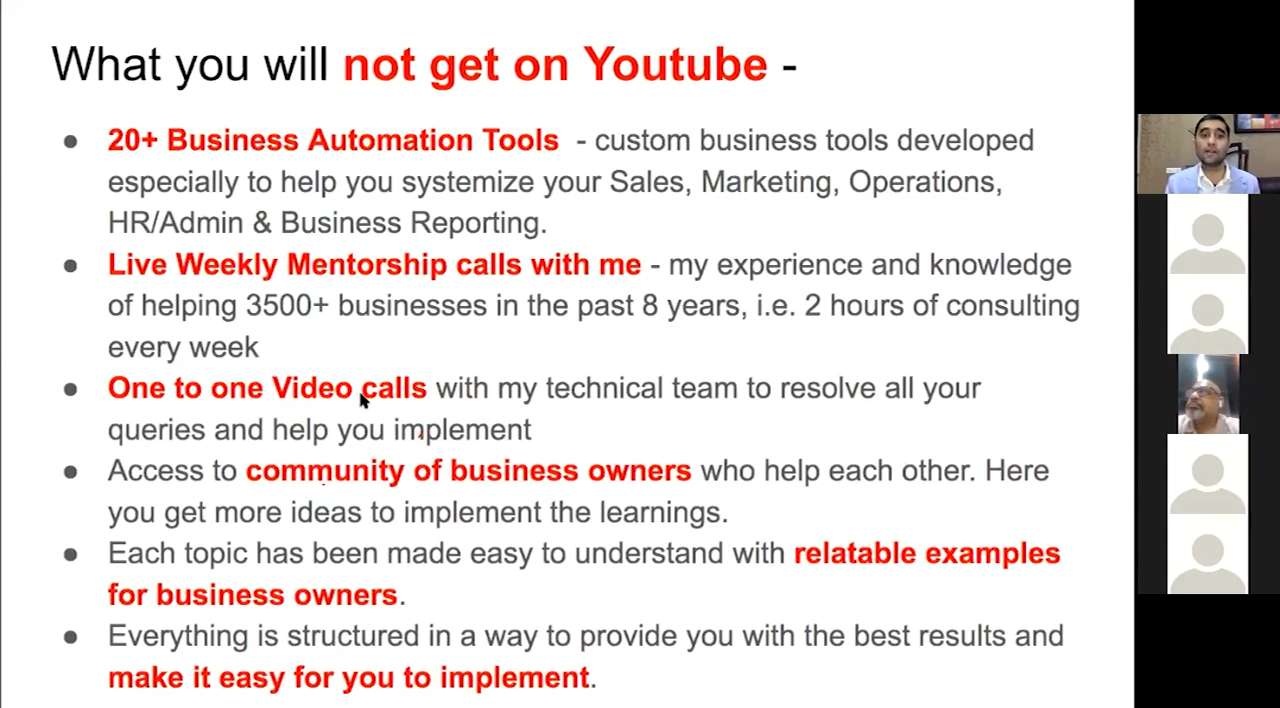 What you will not get on Youtube -
● 20+ Business Automation Tools - custom business tools developed
especially to help you systemize your Sales, Marketing, Operations,
HR/Admin & Business Reporting.
● Live Weekly Mentorship calls with me - my experience and knowledge
of helping 3500+ businesses in the past 8 years, i.e. 2 hours of consulting
every week
● One to one Video calls with my technical team to resolve all your
queries and help you implement
● Access to community of business owners who help each other. Here
you get more ideas to implement the learnings.
● Each topic has been made easy to understand with relatable examples
for business owners.
● Everything is structured in a way to provide you with the best results and
make it easy for you to implement.